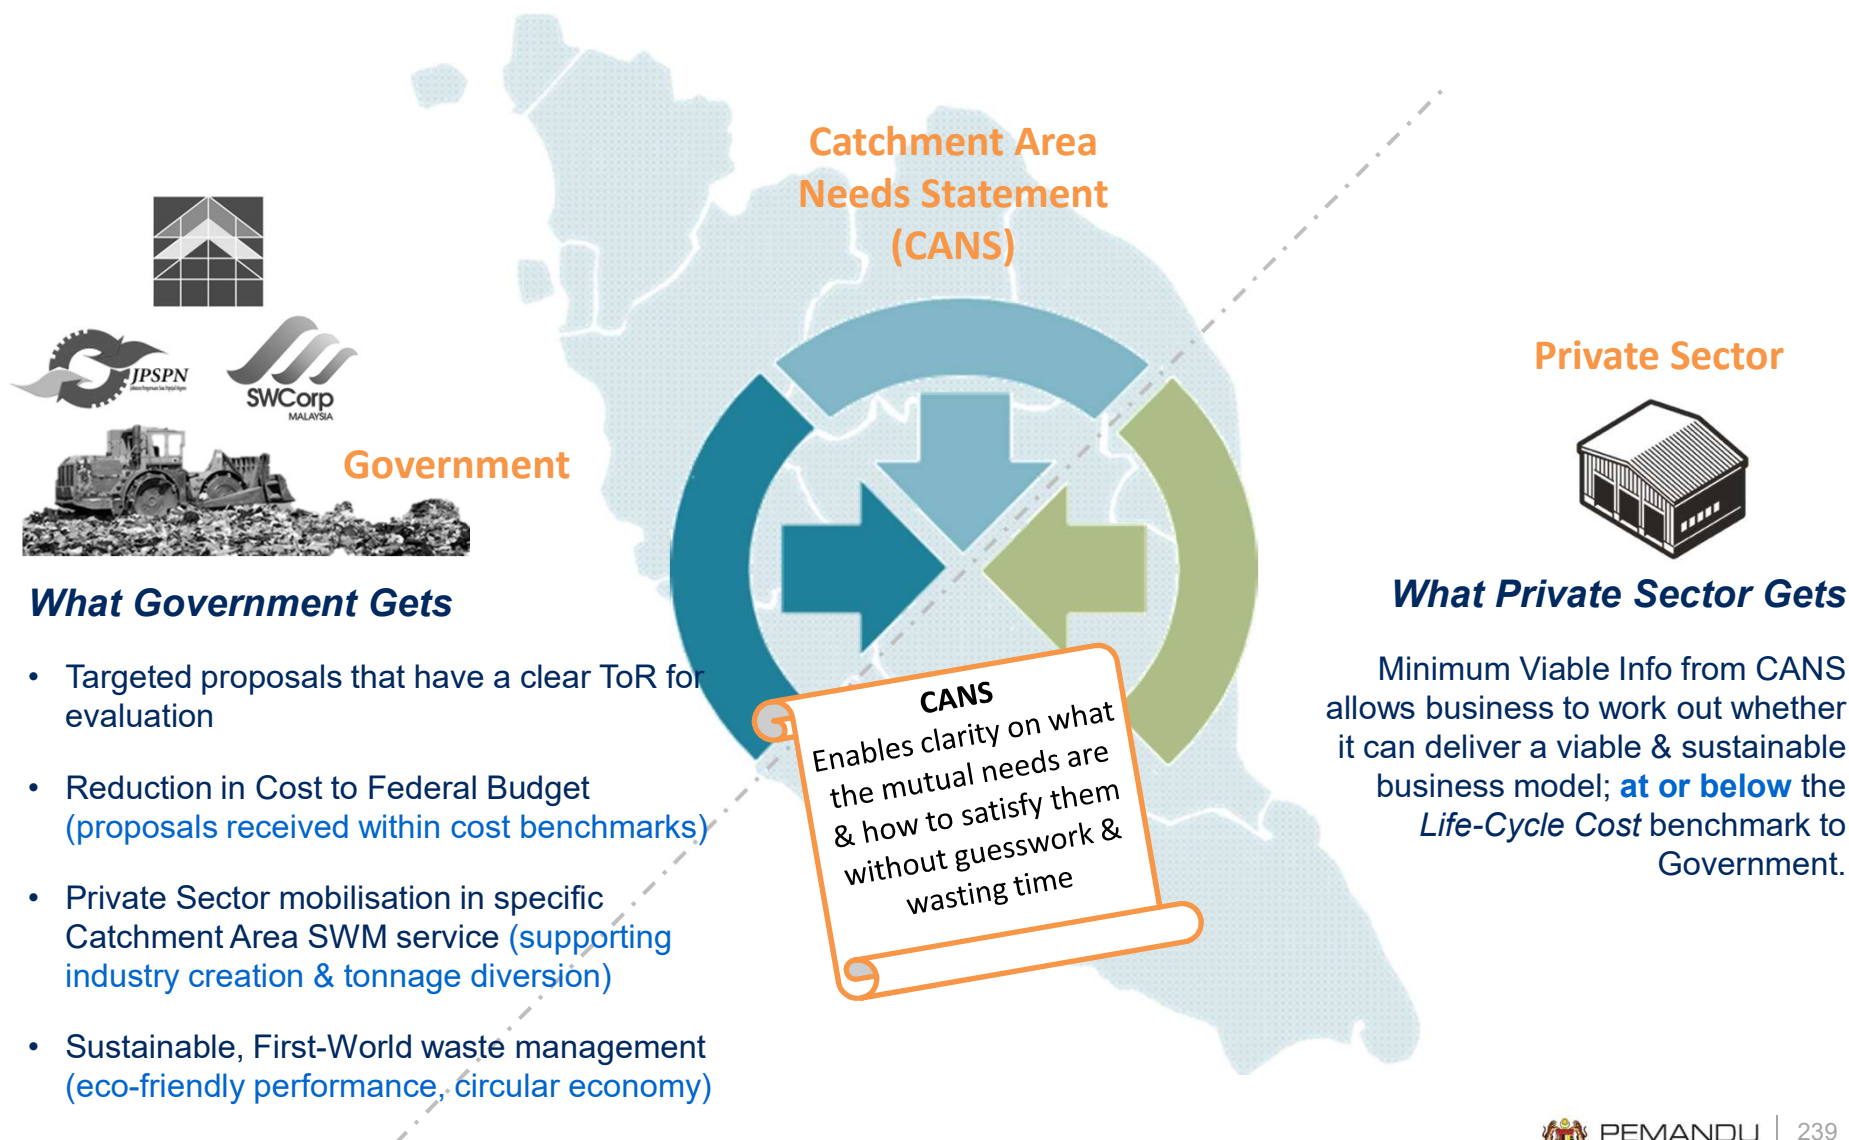 Catchment Area
Needs Statement
(CANS)
JPSPN
SWCorp
MALAYSIA
Government
What Government Gets
• Targeted proposals that have a clear ToR for
evaluation
• Reduction in Cost to Federal Budget
(proposals received within cost benchmarks)
• Private Sector mobilisation in specific
Catchment Area SWM service (supporting
industry creation & tonnage diversion)
• Sustainable, First-World waste management
(eco-friendly performance, circular economy)
CANS
Enables clarity on what
the mutual needs are
& how to satisfy them
without guesswork &
wasting time
Private Sector
What Private Sector Gets
Minimum Viable Info from CANS
allows business to work out whether
it can deliver a viable & sustainable
business model; at or below the
Life-Cycle Cost benchmark to
Government.
PEMANDU | 239